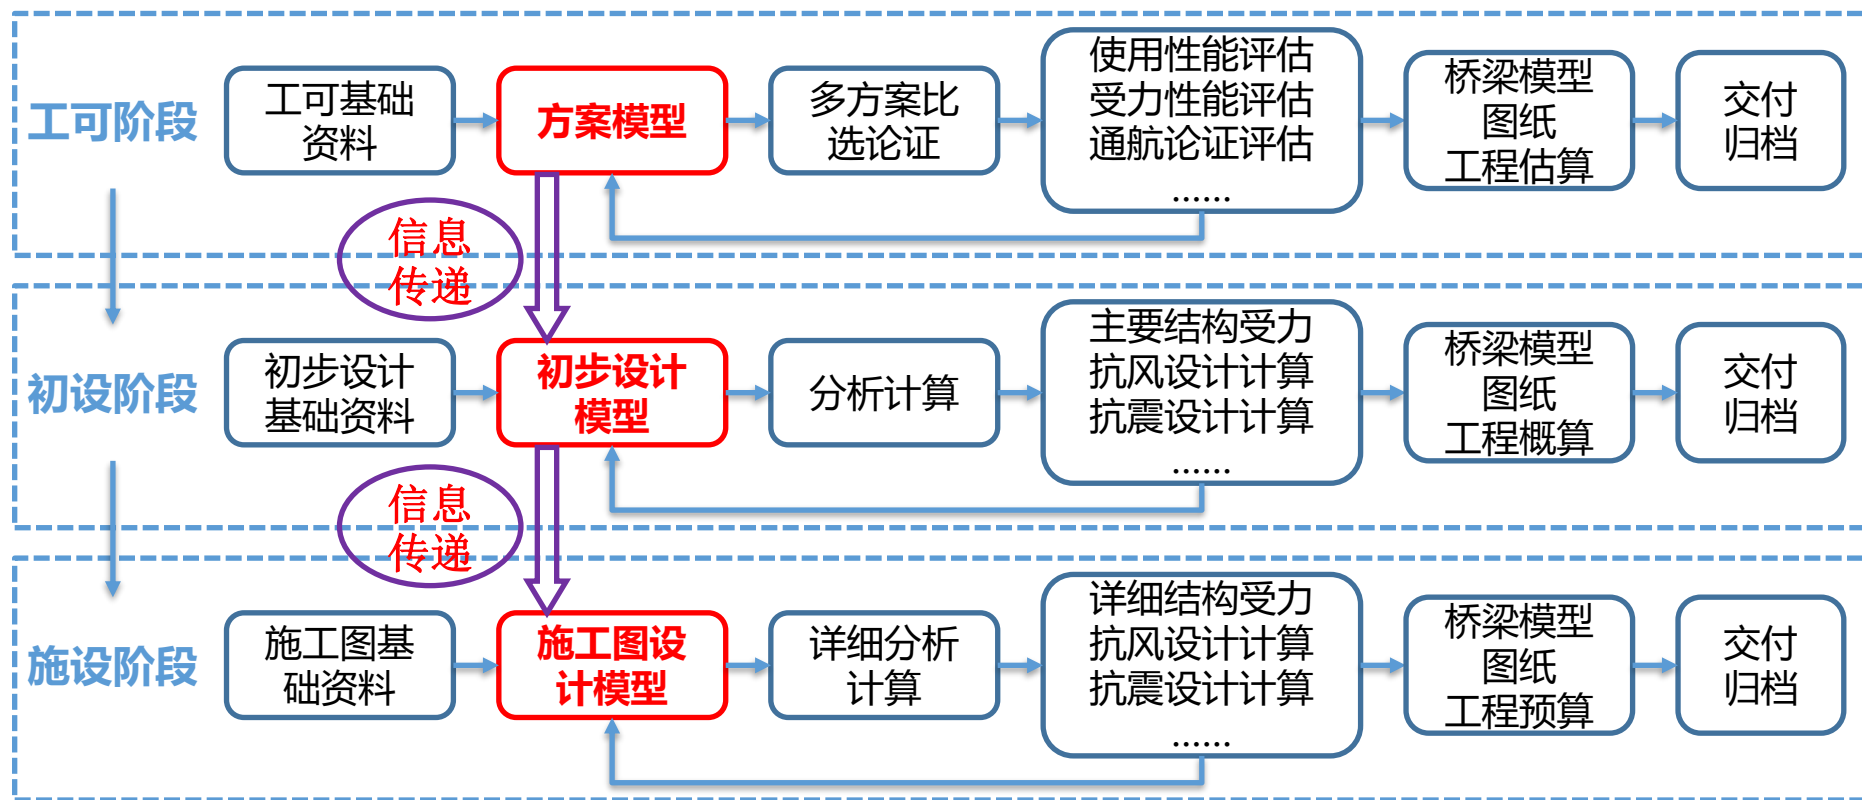 工可阶段
工可基础
资料
方案模型
多方案比
选论证
使用性能评估
受力性能评估
通航论证评估
......
桥梁模型
图纸
工程估算
交付
归档
信息
传递
初设阶段
初步设计
基础资料
初步设计
模型
分析计算
主要结构受力
抗风设计计算
抗震设计计算
......
桥梁模型
图纸
工程概算
交付
归档
信息
传递
施设阶段
施工图基
础资料
施工图设
计模型
详细分析
计算
详细结构受力
抗风设计计算
抗震设计计算
......
桥梁模型
图纸
工程预算
交付
归档